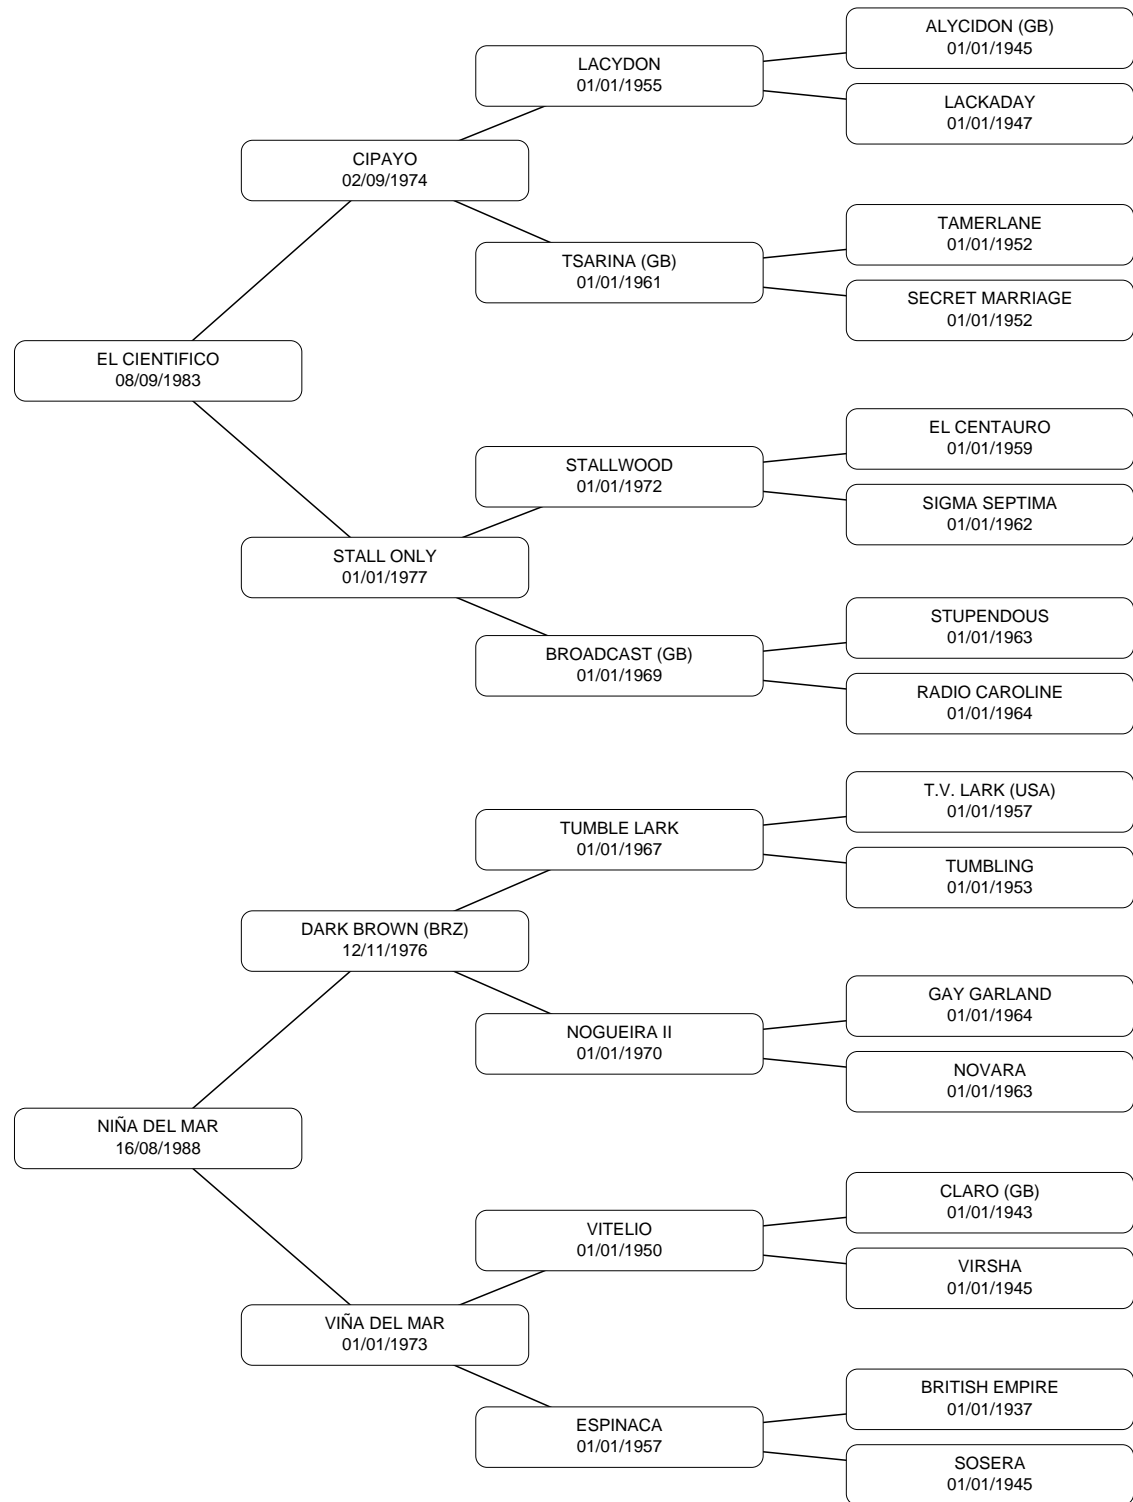 ALYCIDON (GB)
01/01/1945
LACYDON
01/01/1955
LACKADAY
01/01/1947
CIPAYO
02/09/1974
TAMERLANE
01/01/1952
TSARINA (GB)
01/01/1961
SECRET MARRIAGE
01/01/1952
EL CIENTIFICO
08/09/1983
EL CENTAURO
01/01/1959
STALLWOOD
01/01/1972
SIGMA SEPTIMA
01/01/1962
STALL ONLY
01/01/1977
STUPENDOUS
01/01/1963
BROADCAST (GB)
01/01/1969
RADIO CAROLINE
01/01/1964
T.V. LARK (USA)
01/01/1957
TUMBLE LARK
01/01/1967
TUMBLING
01/01/1953
DARK BROWN (BRZ)
12/11/1976
GAY GARLAND
01/01/1964
NOGUEIRA II
01/01/1970
NOVARA
01/01/1963
NIÑA DEL MAR
16/08/1988
CLARO (GB)
01/01/1943
VITELIO
01/01/1950
VIRSHA
01/01/1945
VIÑA DEL MAR
01/01/1973
BRITISH EMPIRE
01/01/1937
ESPINACA
01/01/1957
SOSERA
01/01/1945